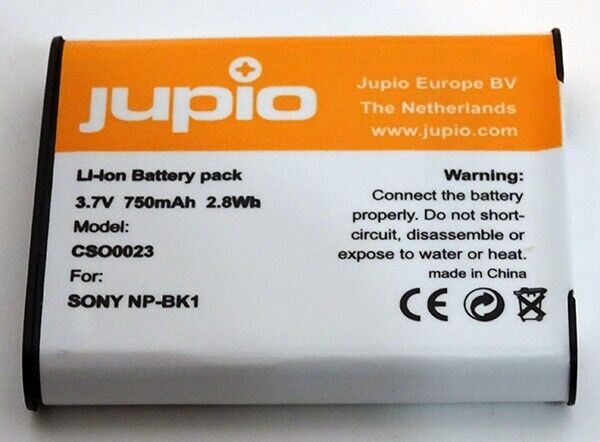 jupio
Jupio Europe BV
The Netherlands
www.jupio.com
LI-Ion Battery pack
3.7V 750mAh 2.8Wh
Model:
CSO0023
For:
SONY NP-BK1
Warning:
Connect the battery
properly. Do not short-
circuit, disassemble or
expose to water or heat.
made in China
CE